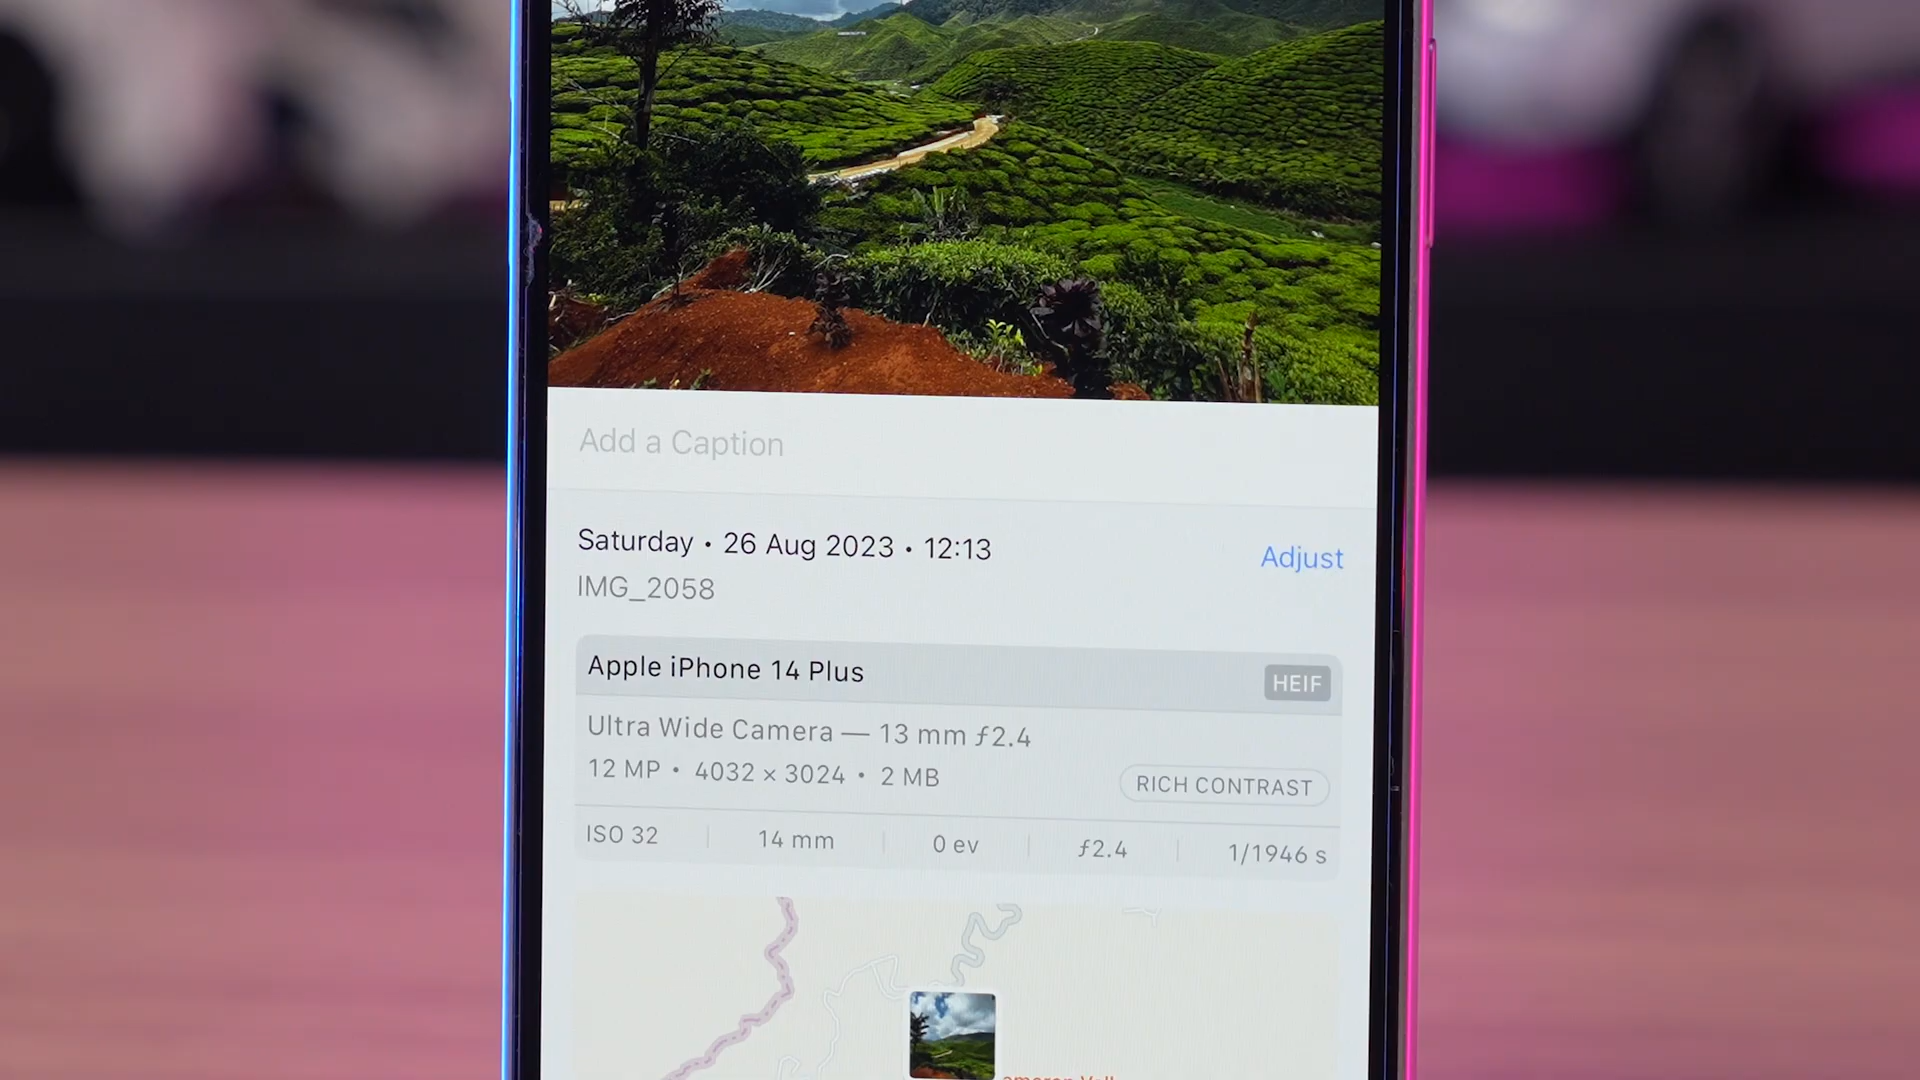 Add a Caption
Saturday • 26 Aug 2023 • 12:13
Adjust
IMG_2058
Apple iPhone 14 Plus
HEIF
Ultra Wide Camera — 13 mm ƒ2.4
12 MP • 4032 × 3024 • 2 MB
RICH CONTRAST
ISO 32
14 mm
0 ev
ƒ2.4
1/1946 s